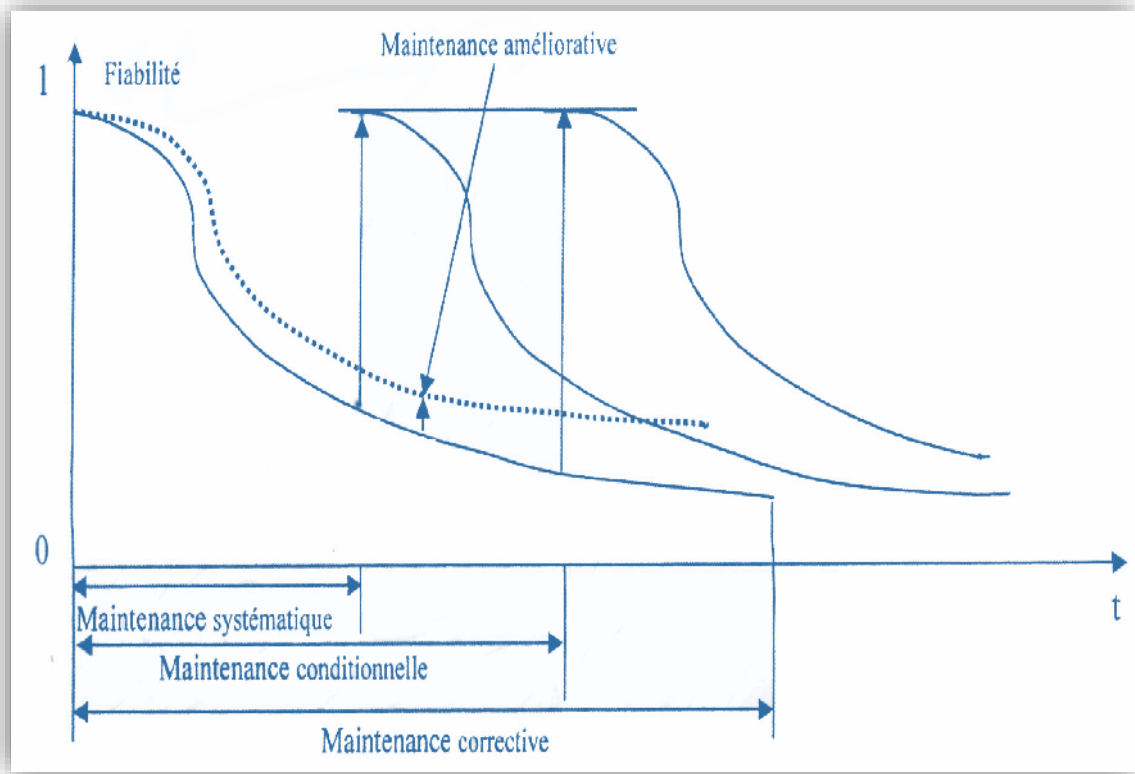 Maintenance améliorative
1
Fiabilité
0
t
Maintenance systématique
Maintenance conditionnelle
Maintenance corrective